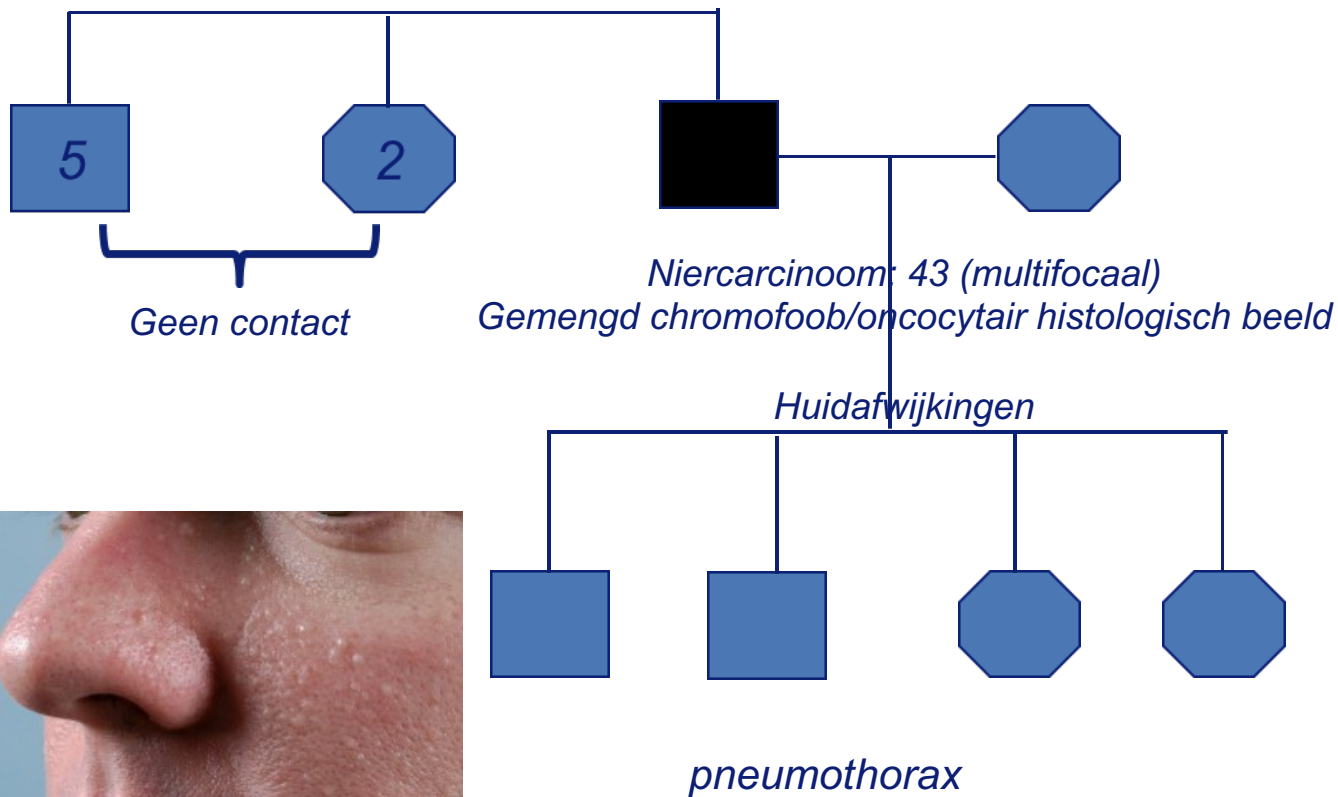 5
2
Geen contact
Niercarcinoom: 43 (multifocaal)
Gemengd chromofoob/oncocytair histologisch beeld
Huidafwijkingen
pneumothorax